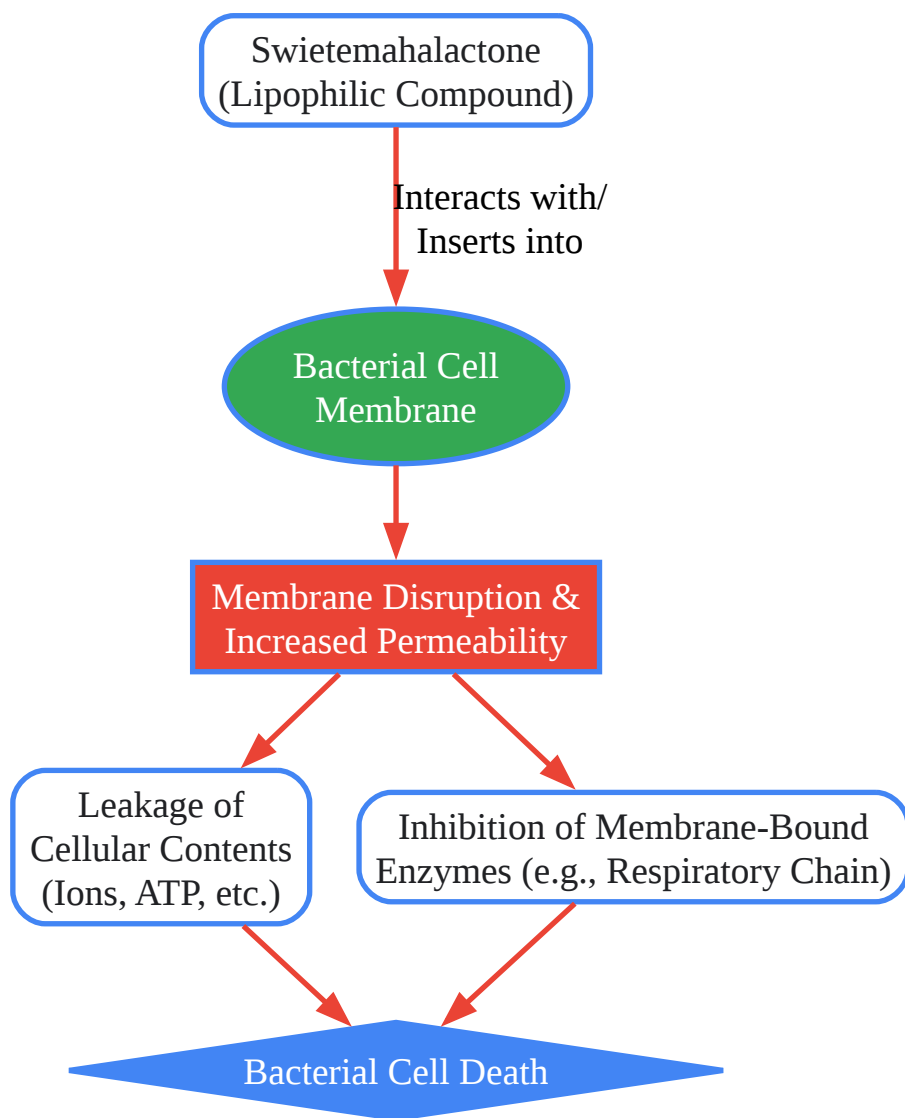 Swietemahalactone
(Lipophilic Compound)
Interacts with/
Inserts into
Bacterial Cell
Membrane
Membrane Disruption &
Increased Permeability
Leakage of
Cellular Contents
(Ions, ATP, etc.)
Inhibition of Membrane-Bound
Enzymes (e.g., Respiratory Chain)
Bacterial Cell Death